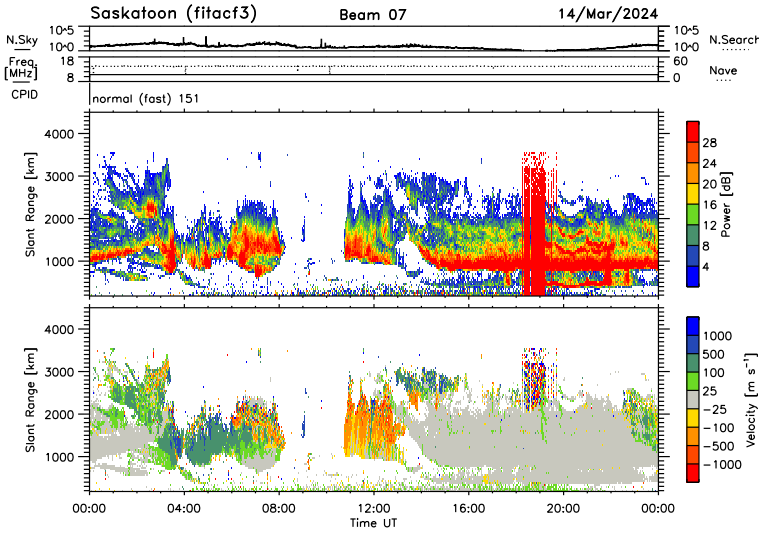 Saskatoon (fitacf3)
Beam 07
14/Mar/2024
N.Sky
10^5
10^0
10^5
10^0
N.Search
Freq.
[MHz]
18
8
60
0
Nave
CPID
normal (fast) 151
Slant Range [km]
4000
3000
2000
1000
28
24
20
16
12
8
4
Power [dB]
Slant Range [km]
4000
3000
2000
1000
1000
500
100
25
-25
-100
-500
-1000
Velocity [m s^-1]
00:00
04:00
08:00
12:00
16:00
20:00
00:00
Time UT